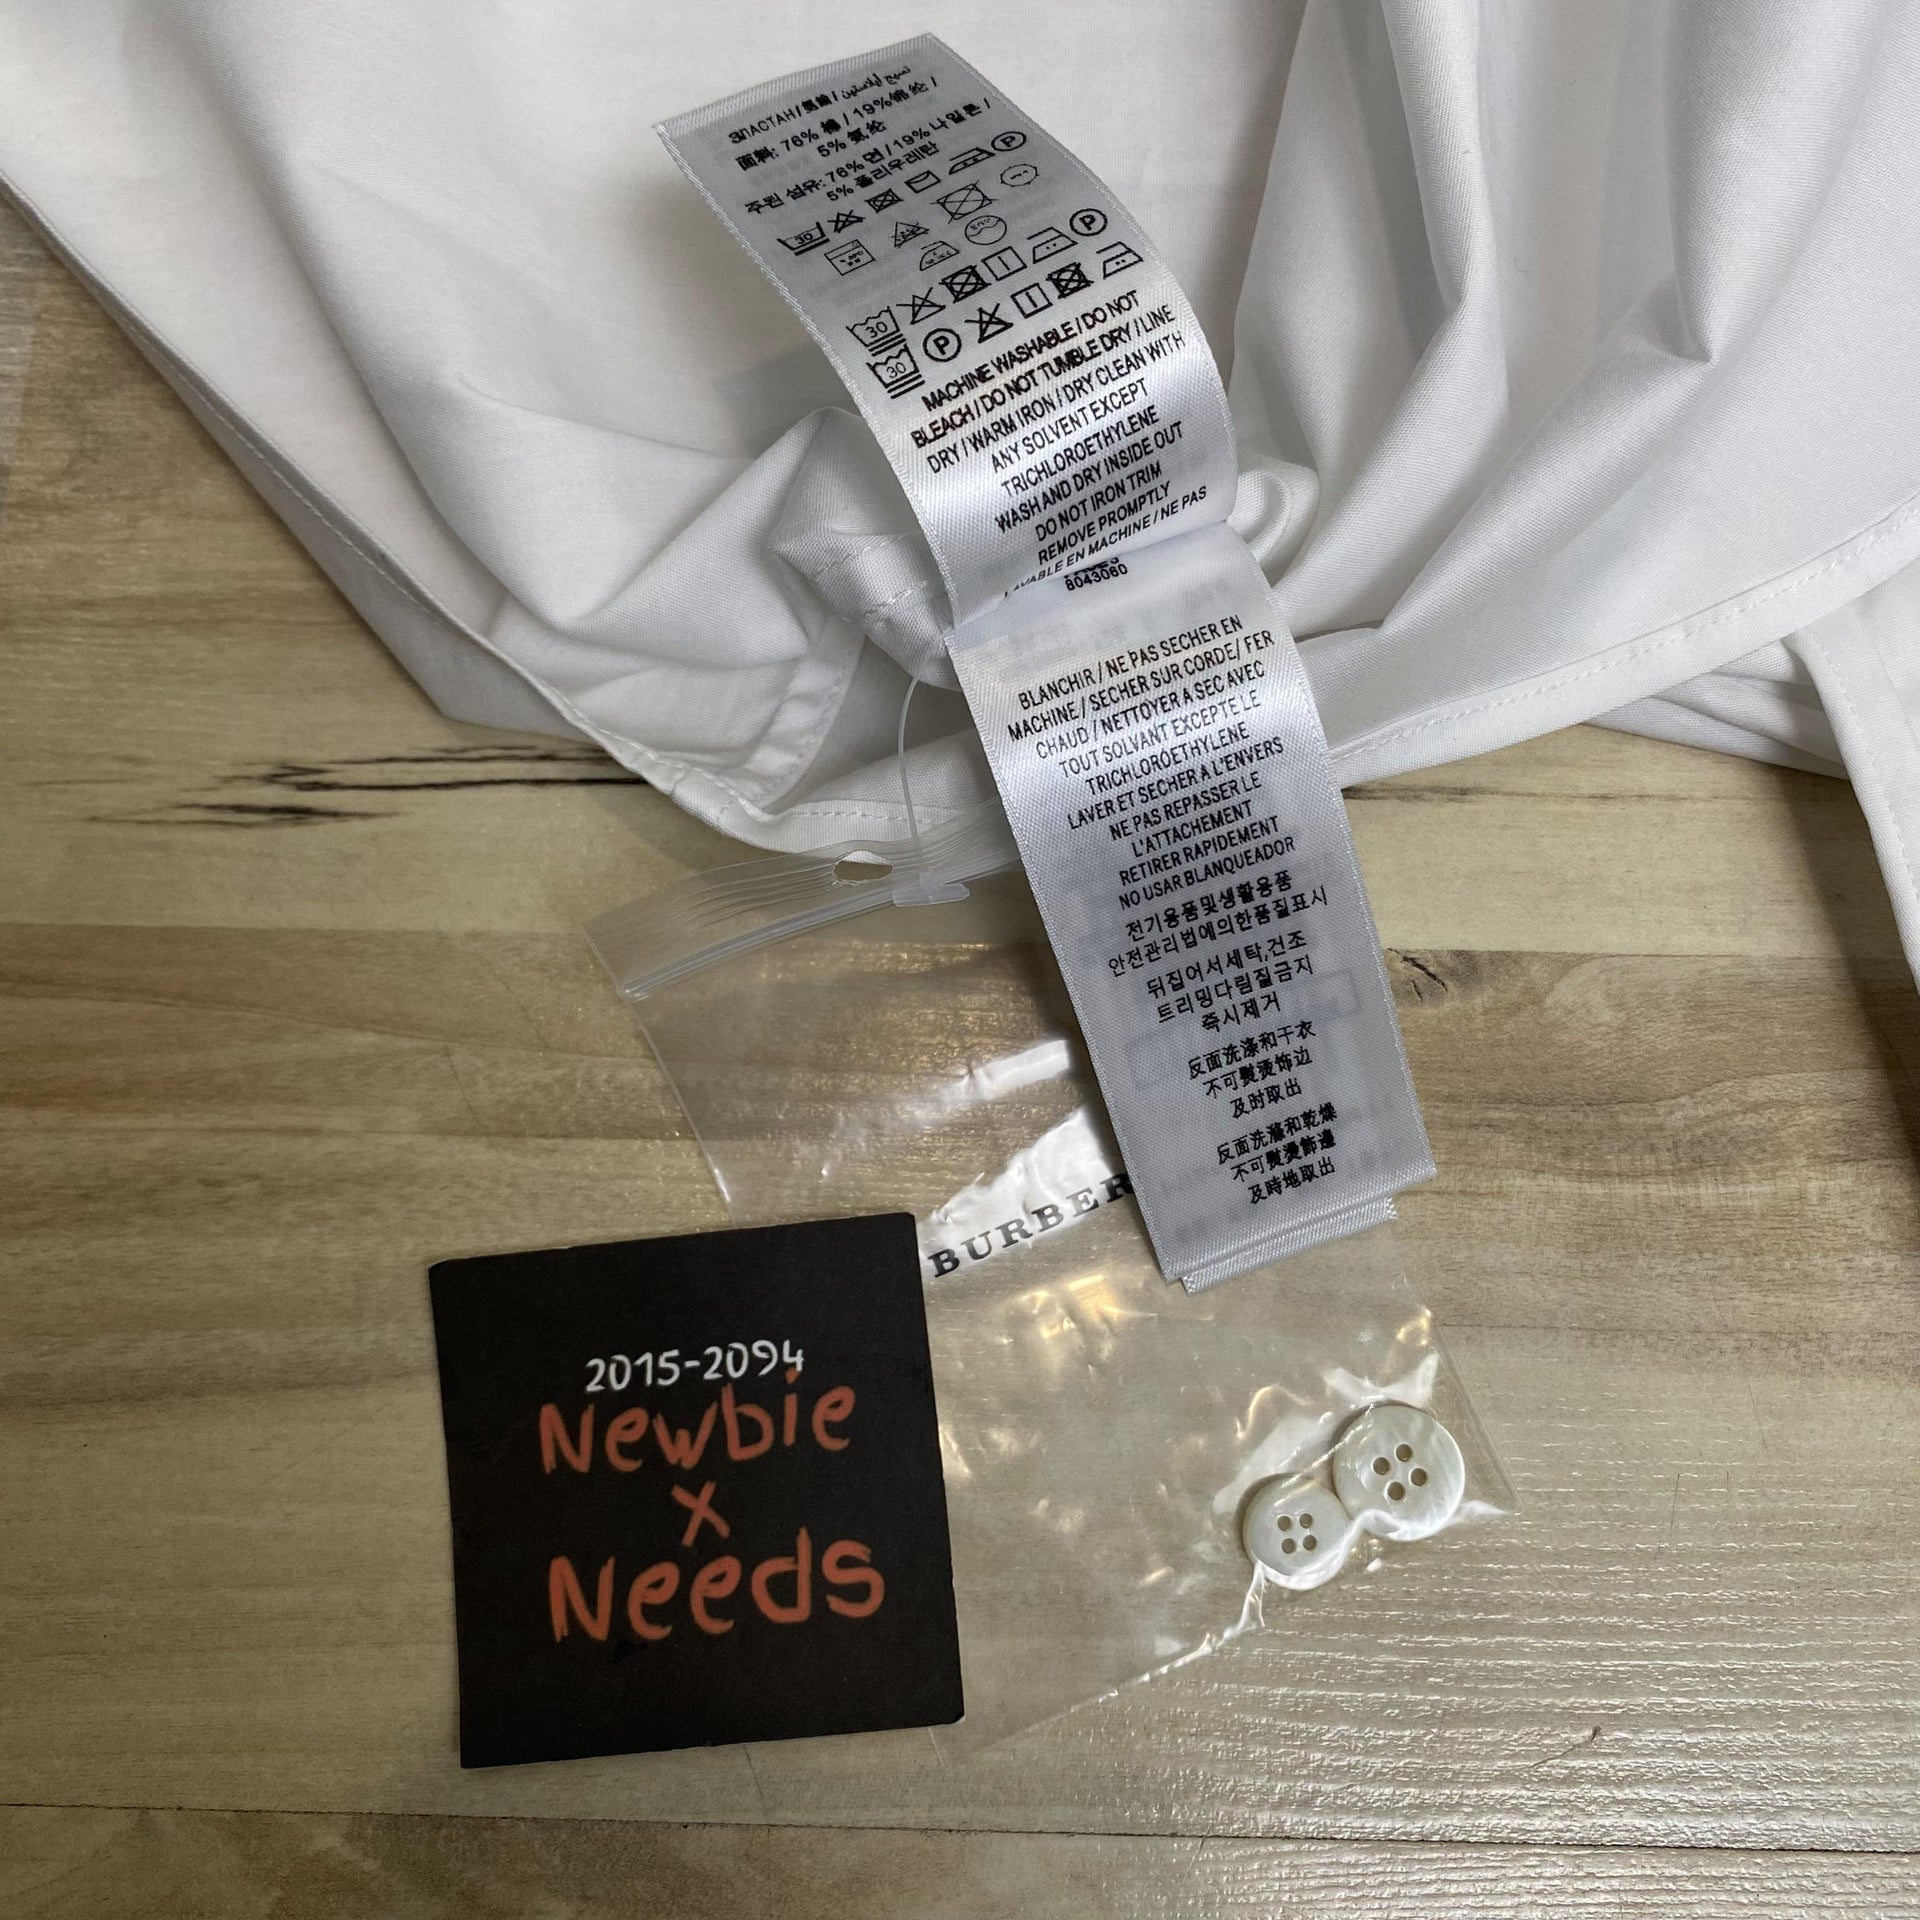 ЭЛАСТАН / 氨綸 / نسيج إيلاستين
面料: 76% 棉 / 19%锦纶 /
5% 氨纶
주된 섬유: 76% 면 / 19% 나일론 /
5% 폴리우레탄
30
P
P
30
30
P
MACHINE WASHABLE / DO NOT
BLEACH / DO NOT TUMBLE DRY / LINE
DRY / WARM IRON / DRY CLEAN WITH
ANY SOLVENT EXCEPT
TRICHLOROETHYLENE
WASH AND DRY INSIDE OUT
DO NOT IRON TRIM
REMOVE PROMPTLY
LAVABLE EN MACHINE / NE PAS
8043060
BLANCHIR / NE PAS SECHER EN
MACHINE / SECHER SUR CORDE/ FER
CHAUD / NETTOYER A SEC AVEC
TOUT SOLVANT EXCEPTE LE
TRICHLOROETHYLENE
LAVER ET SECHER A L'ENVERS
NE PAS REPASSER LE
L'ATTACHEMENT
RETIRER RAPIDEMENT
NO USAR BLANQUEADOR
전기용품및생활용품
안전관리법에의한품질표시
뒤집어서세탁,건조
트리밍다림질금지
즉시제거
反面洗涤和干衣
不可熨烫饰边
及时取出
反面洗滌和乾燥
不可熨燙飾邊
及時地取出
BURBER
2015-2094
Newbie
x
Needs